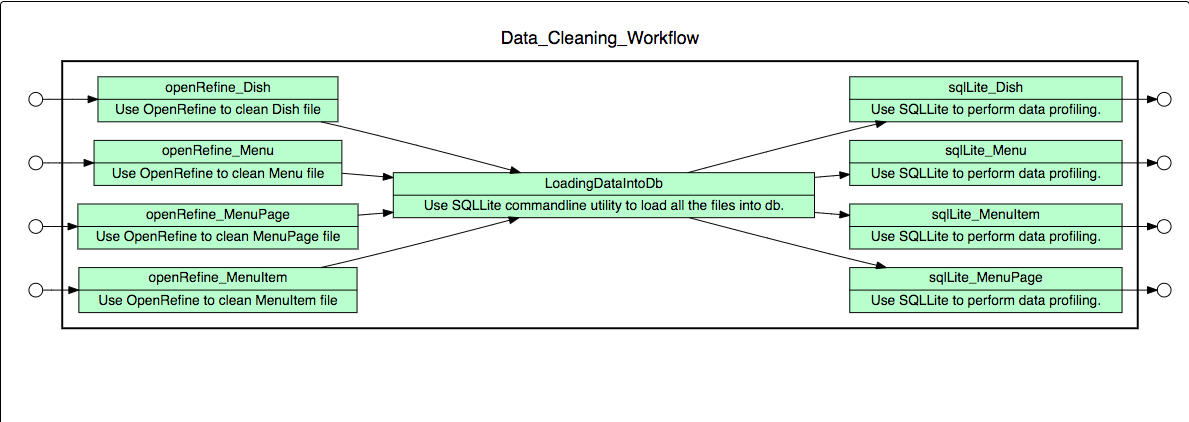 Data_Cleaning_Workflow
openRefine_Dish
Use OpenRefine to clean Dish file
openRefine_Menu
Use OpenRefine to clean Menu file
openRefine_MenuPage
Use OpenRefine to clean MenuPage file
openRefine_MenuItem
Use OpenRefine to clean MenuItem file
LoadingDataIntoDb
Use SQLLite commandline utility to load all the files into db.
sqlLite_Dish
Use SQLLite to perform data profiling.
sqlLite_Menu
Use SQLLite to perform data profiling.
sqlLite_MenuItem
Use SQLLite to perform data profiling.
sqlLite_MenuPage
Use SQLLite to perform data profiling.